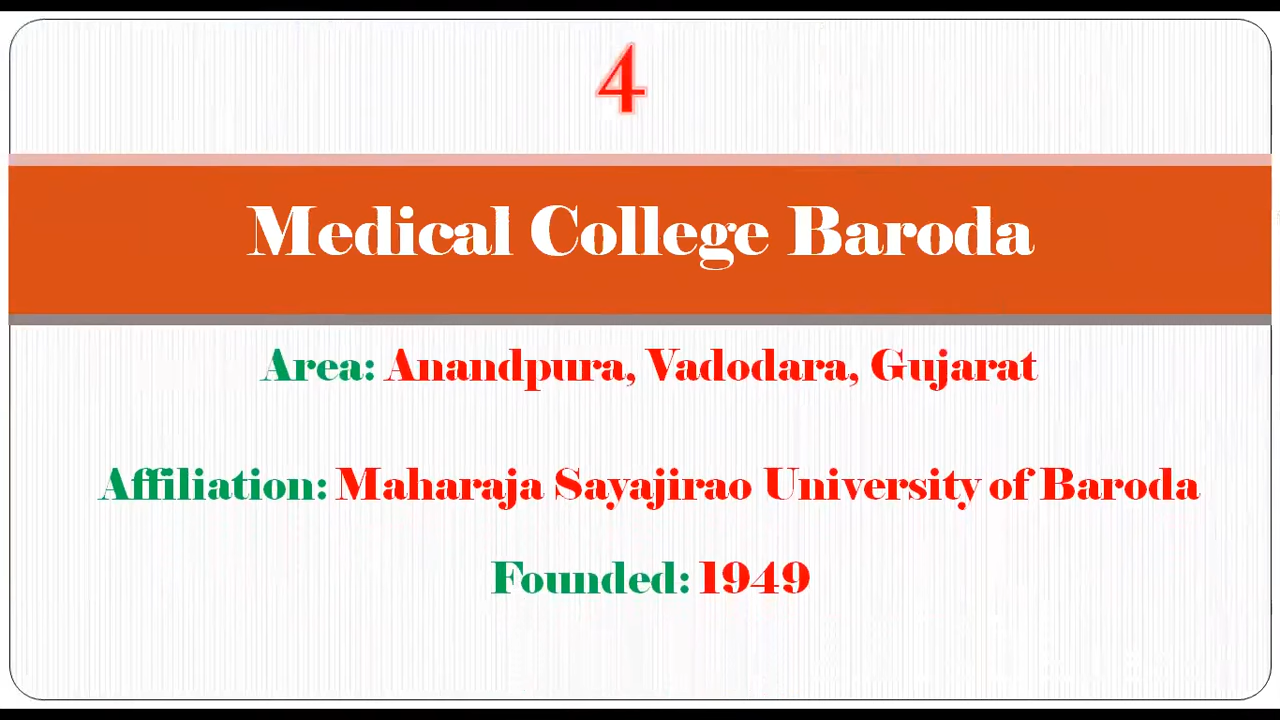 4
Medical College Baroda
Area: Anandpura, Vadodara, Gujarat
Affiliation: Maharaja Sayajirao University of Baroda
Founded: 1949